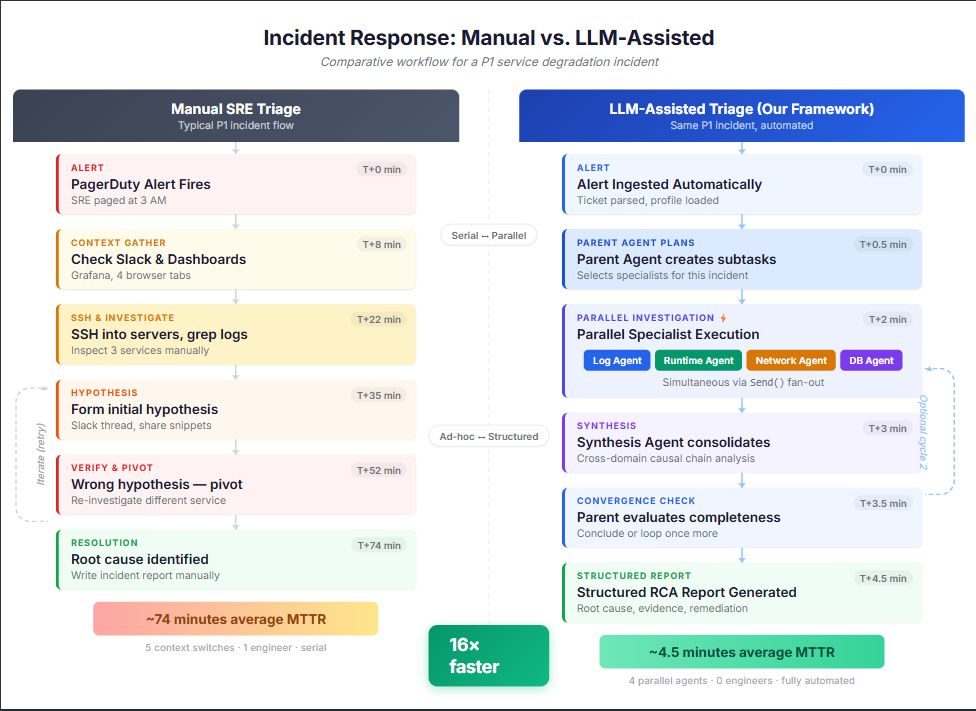 Incident Response: Manual vs. LLM-Assisted
Comparative workflow for a P1 service degradation incident
Manual SRE Triage
Typical P1 incident flow
ALERT
T+0 min
PagerDuty Alert Fires
SRE paged at 3 AM
CONTEXT GATHER
T+8 min
Check Slack & Dashboards
Grafana, 4 browser tabs
SSH & INVESTIGATE
T+22 min
SSH into servers, grep logs
Inspect 3 services manually
HYPOTHESIS
T+35 min
Form initial hypothesis
Slack thread, share snippets
VERIFY & PIVOT
T+52 min
Wrong hypothesis — pivot
Re-investigate different service
Iterate (retry)
RESOLUTION
T+74 min
Root cause identified
Write incident report manually
~74 minutes average MTTR
5 context switches · 1 engineer · serial
Serial ↔ Parallel
Ad-hoc ↔ Structured
16×
faster
LLM-Assisted Triage (Our Framework)
Same P1 incident, automated
ALERT
T+0 min
Alert Ingested Automatically
Ticket parsed, profile loaded
PARENT AGENT PLANS
T+0.5 min
Parent Agent creates subtasks
Selects specialists for this incident
PARALLEL INVESTIGATION ⚡
T+2 min
Parallel Specialist Execution
Log Agent
Runtime Agent
Network Agent
DB Agent
Simultaneous via Send() fan-out
SYNTHESIS
T+3 min
Synthesis Agent consolidates
Cross-domain causal chain analysis
Optional cycle 2
CONVERGENCE CHECK
T+3.5 min
Parent evaluates completeness
Conclude or loop once more
STRUCTURED REPORT
T+4.5 min
Structured RCA Report Generated
Root cause, evidence, remediation
~4.5 minutes average MTTR
4 parallel agents · 0 engineers · fully automated